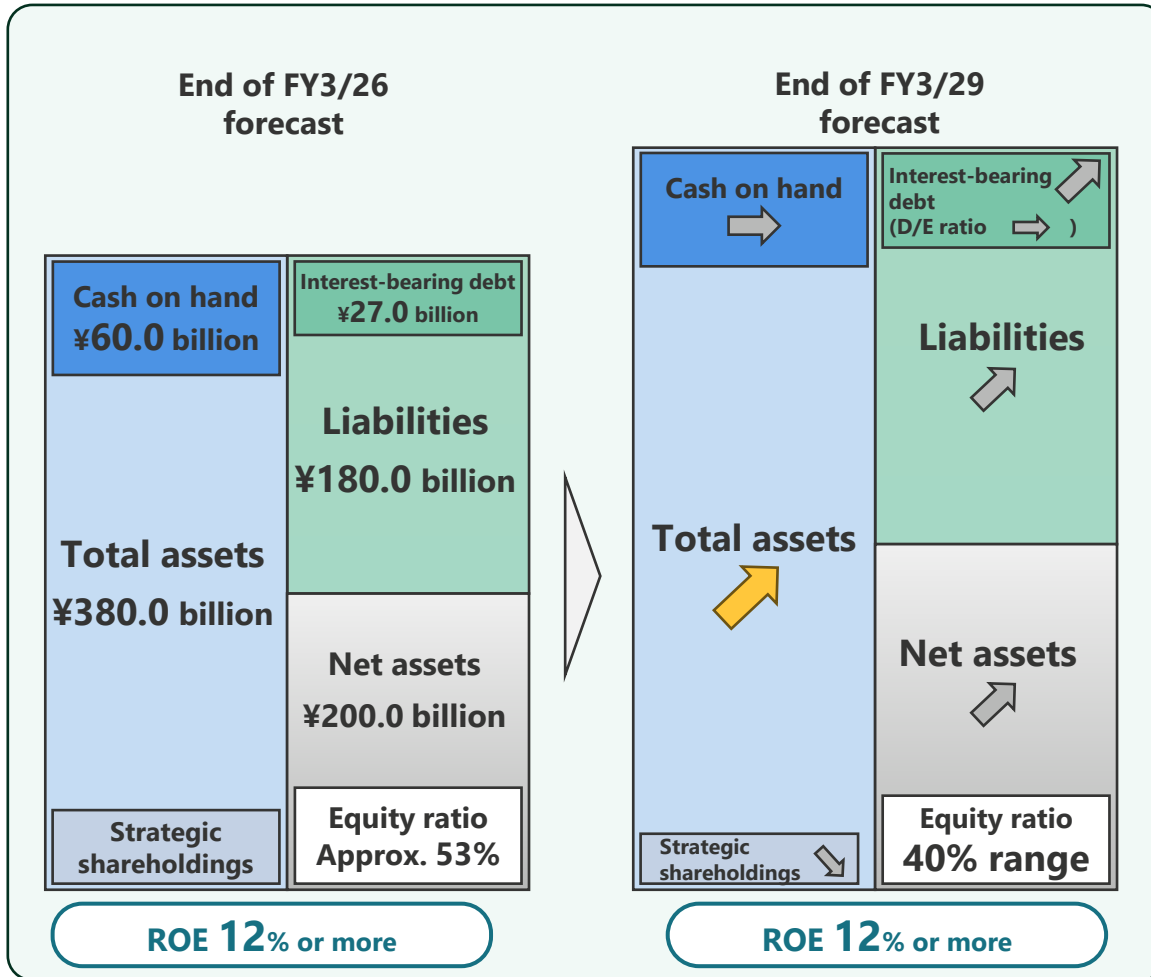 End of FY3/26
forecast
Cash on hand
¥60.0 billion
Total assets
¥380.0 billion
Strategic
shareholdings
Interest-bearing debt
¥27.0 billion
Liabilities
¥180.0 billion
Net assets
¥200.0 billion
Equity ratio
Approx. 53%
ROE 12% or more
End of FY3/29
forecast
Cash on hand
Total assets
Strategic
shareholdings
Interest-bearing
debt
(D/E ratio )
Liabilities
Net assets
Equity ratio
40% range
ROE 12% or more